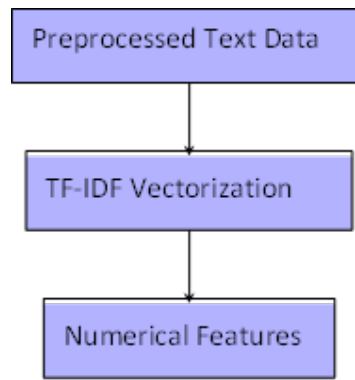 Preprocessed Text Data
TF-IDF Vectorization
Numerical Features